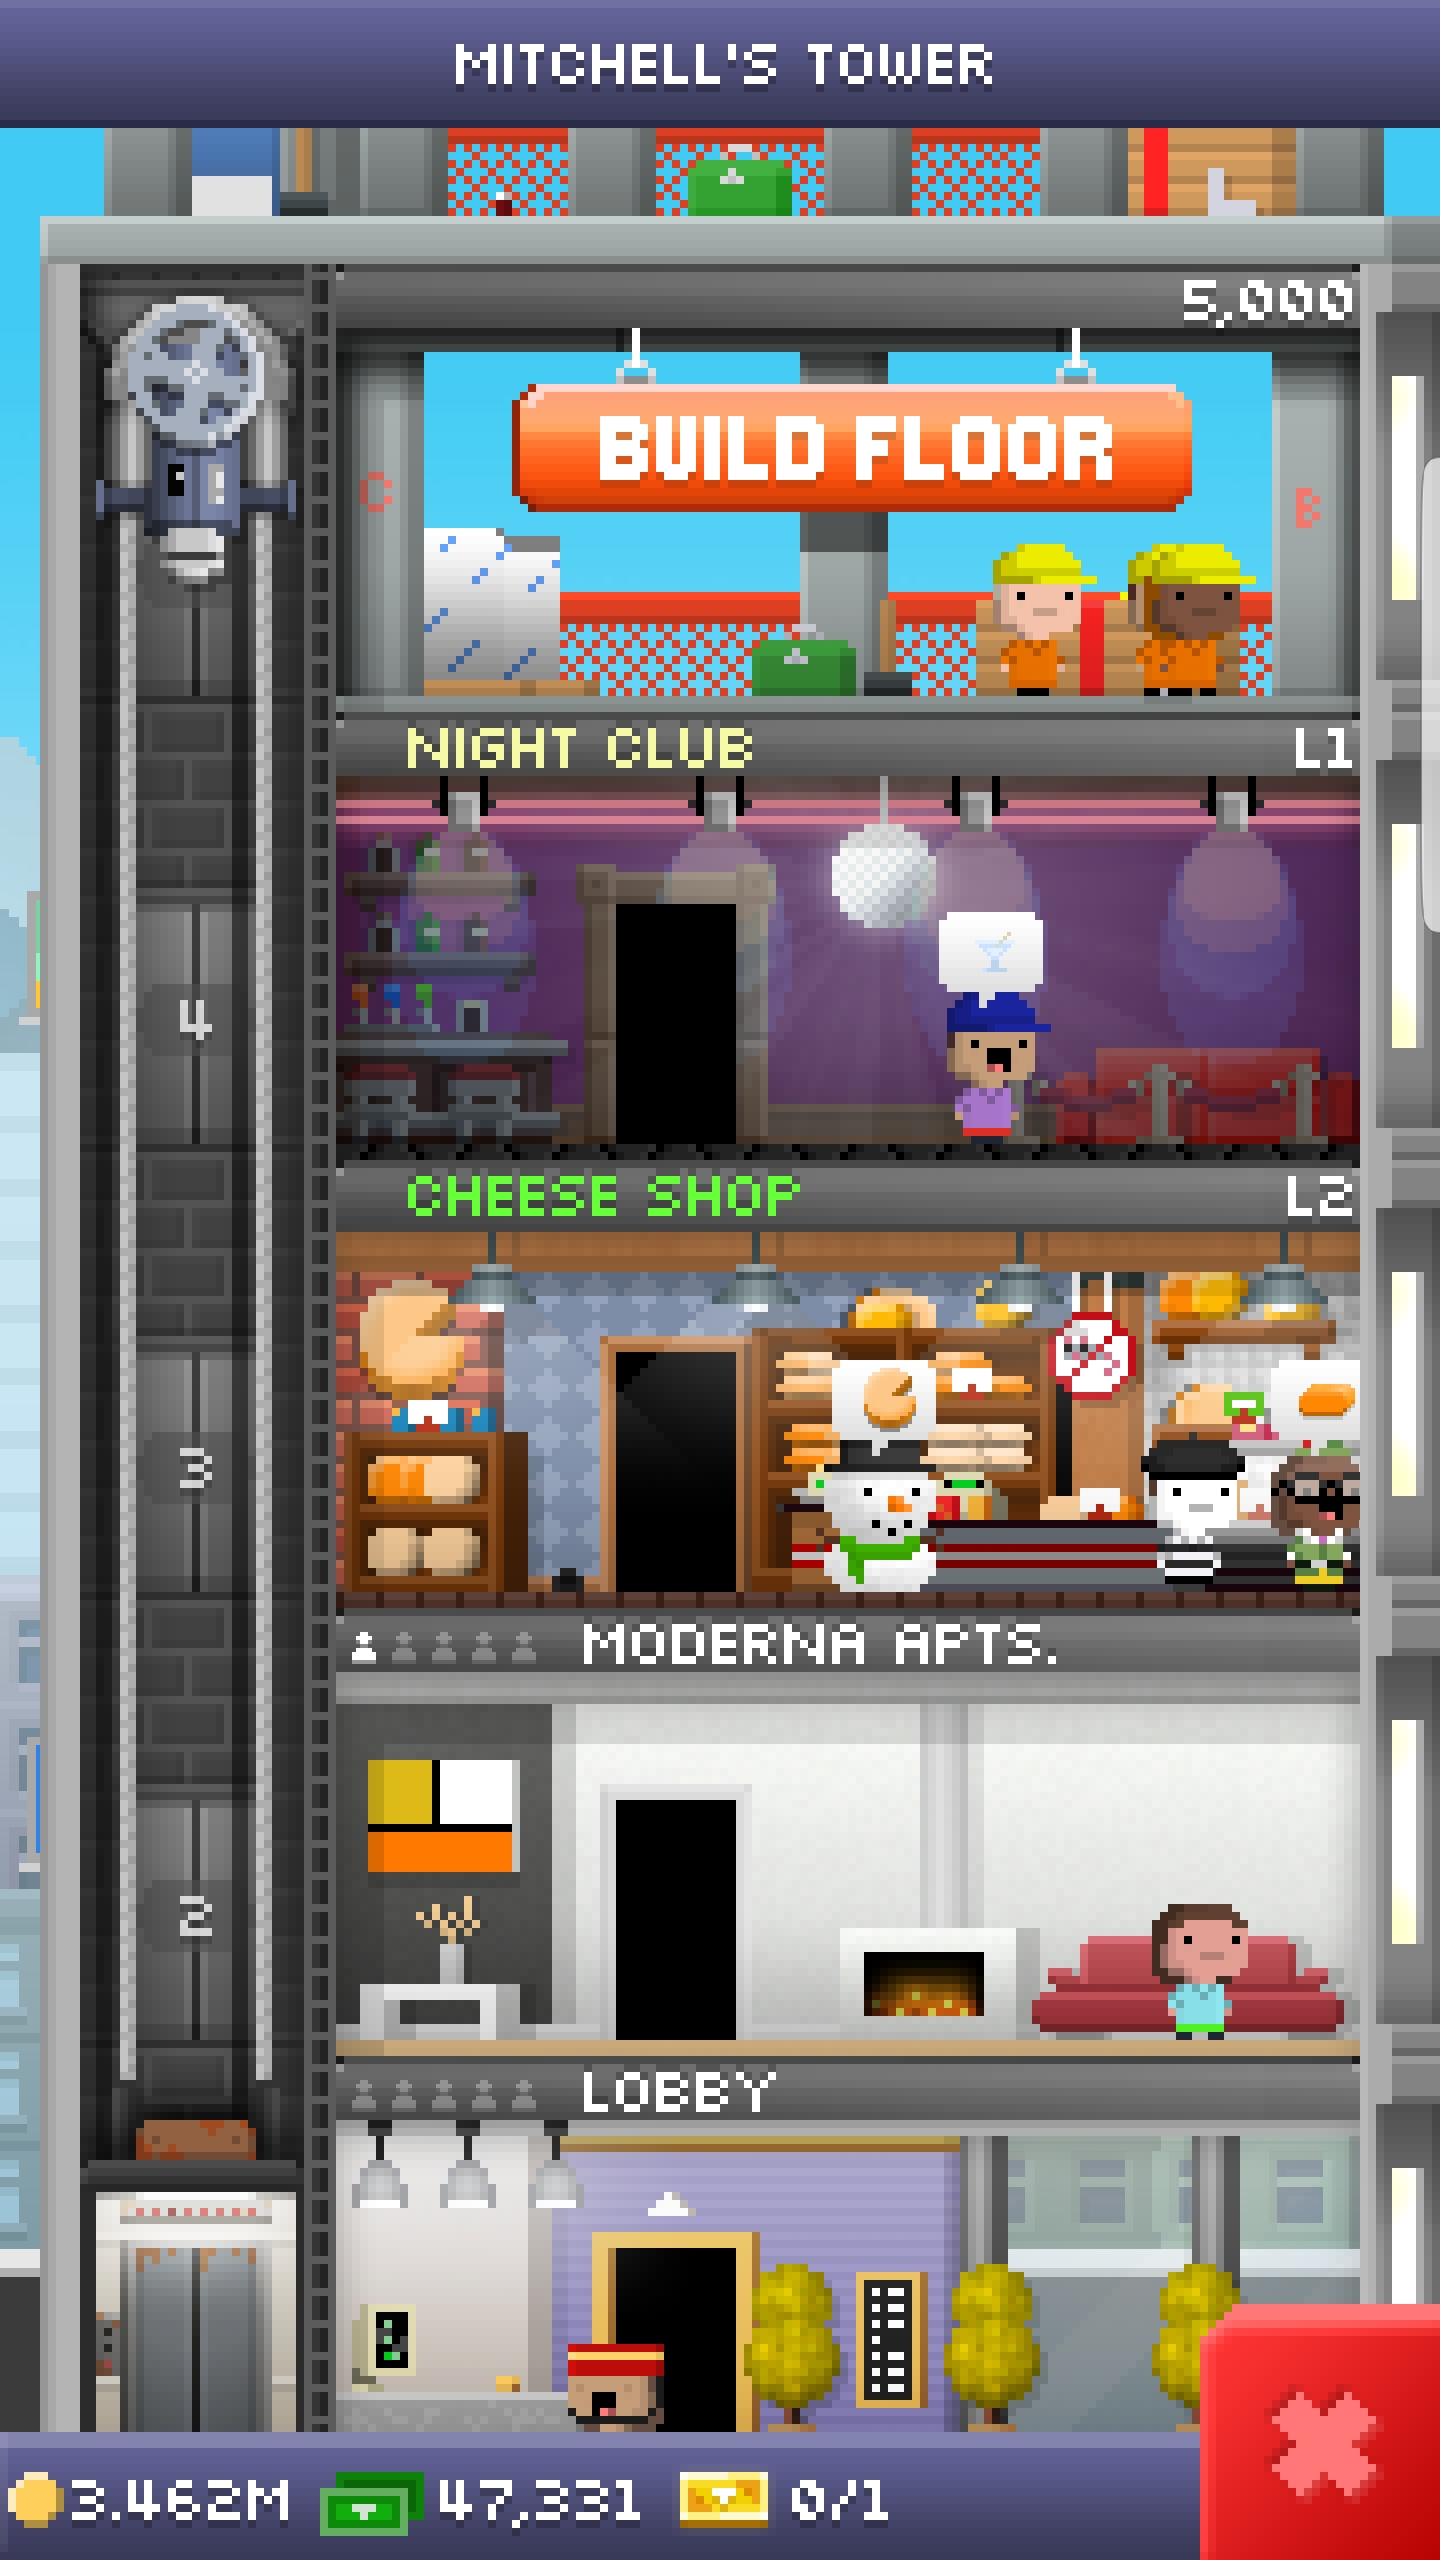 MITCHELL'S TOWER
5,000
BUILD FLOOR
C
B
NIGHT CLUB L1
4
CHEESE SHOP L2
3
MODERNA APTS.
2
LOBBY
3.462M 47,331 0/1